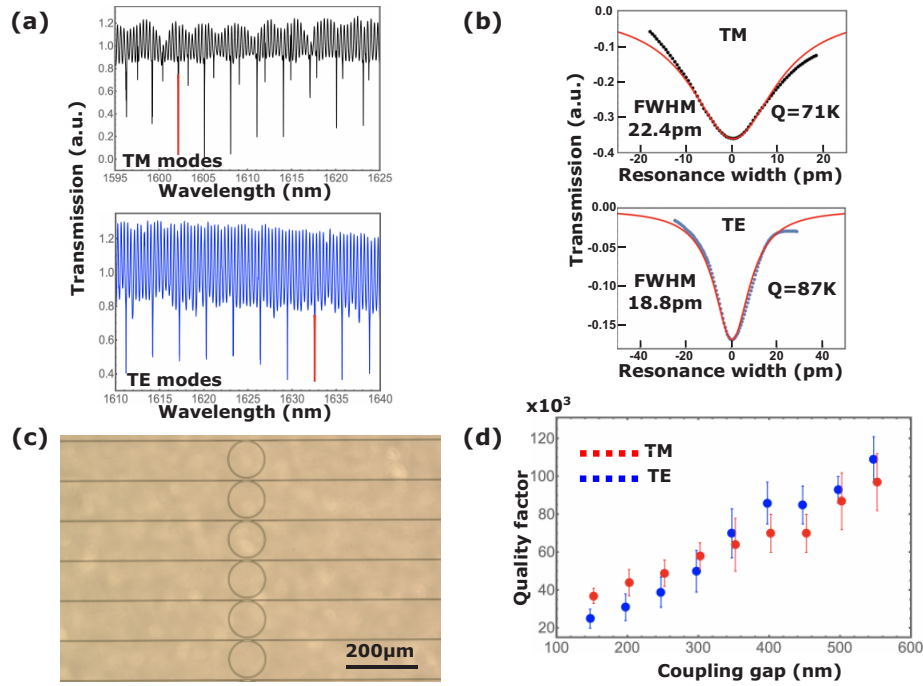 (a)
Transmission (a.u.)
1.2
1.0
0.8
0.6
0.4
0.2
0.0
TM modes
1595 1600 1605 1610 1615 1620 1625
Wavelength (nm)
1.2
1.0
0.8
0.6
0.4
TE modes
1610 1615 1620 1625 1630 1635 1640
Wavelength (nm)
(b)
Transmission (a.u.)
0.0
-0.1
-0.2
-0.3
-0.4
TM
FWHM
22.4pm
Q=71K
-20 -10 0 10 20
Resonance width (pm)
0.00
-0.05
-0.10
-0.15
TE
FWHM
18.8pm
Q=87K
-40 -20 0 20 40
Resonance width (pm)
(c)
200μm
(d)
x10³
Quality factor
120
100
80
60
40
20
TM
TE
100 200 300 400 500 600
Coupling gap (nm)